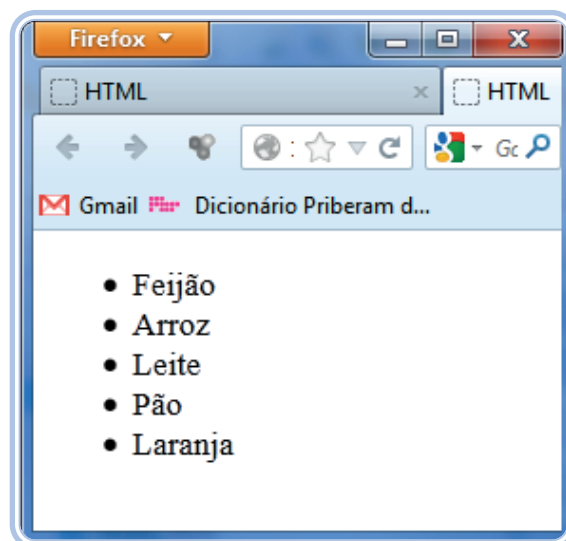 Firefox
HTML
HTML
Gmail Dicionário Priberam d...
Feijão
Arroz
Leite
Pão
Laranja